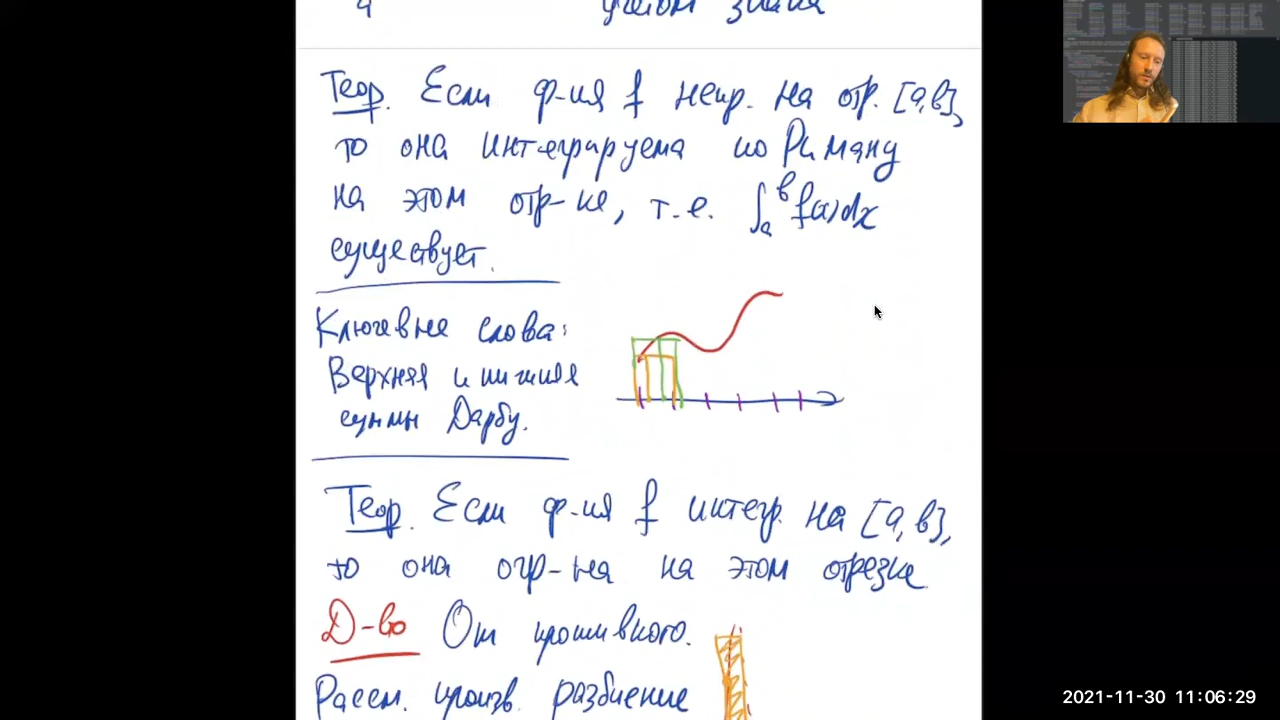 учётом знака
Теор. Если ф-ия f непр. на отр. [a,b],
то она интегрируема по Риману
на этом отр-ке, т.е. ∫ₐᵇ f(x)dx
существует.
Ключевые слова:
Верхняя и нижняя
суммы Дарбу.
Теор. Если ф-ия f интегр. на [a,b],
то она огр-на на этом отрезке
Д-во От противного.
Рассм. произв. разбиение
2021-11-30 11:06:29